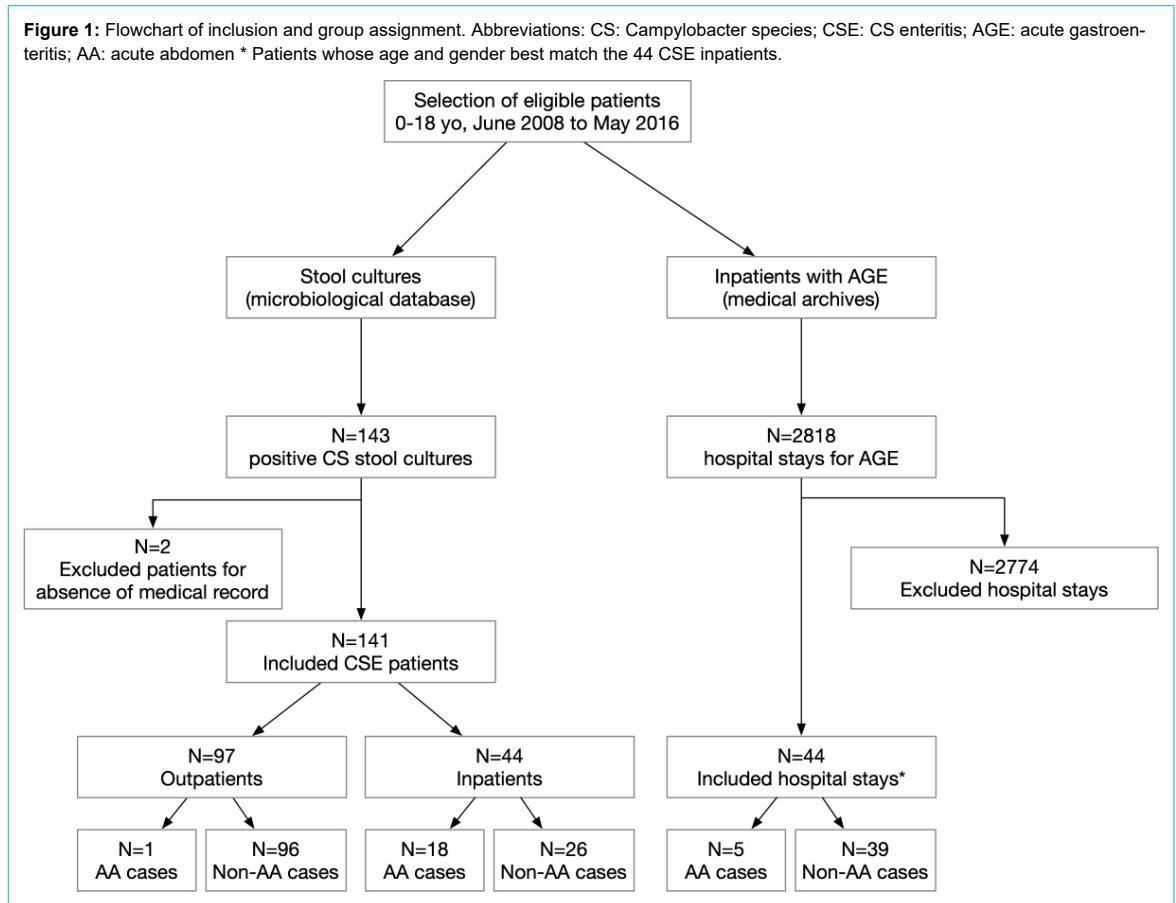 Figure 1: Flowchart of inclusion and group assignment. Abbreviations: CS: Campylobacter species; CSE: CS enteritis; AGE: acute gastroen-
teritis; AA: acute abdomen * Patients whose age and gender best match the 44 CSE inpatients.
Selection of eligible patients
0-18 yo, June 2008 to May 2016
Stool cultures
(microbiological database)
Inpatients with AGE
(medical archives)
N=143
positive CS stool cultures
N=2818
hospital stays for AGE
N=2
Excluded patients for
absence of medical record
N=2774
Excluded hospital stays
N=141
Included CSE patients
N=97
Outpatients
N=44
Inpatients
N=44
Included hospital stays*
N=1
AA cases
N=96
Non-AA cases
N=18
AA cases
N=26
Non-AA cases
N=5
AA cases
N=39
Non-AA cases